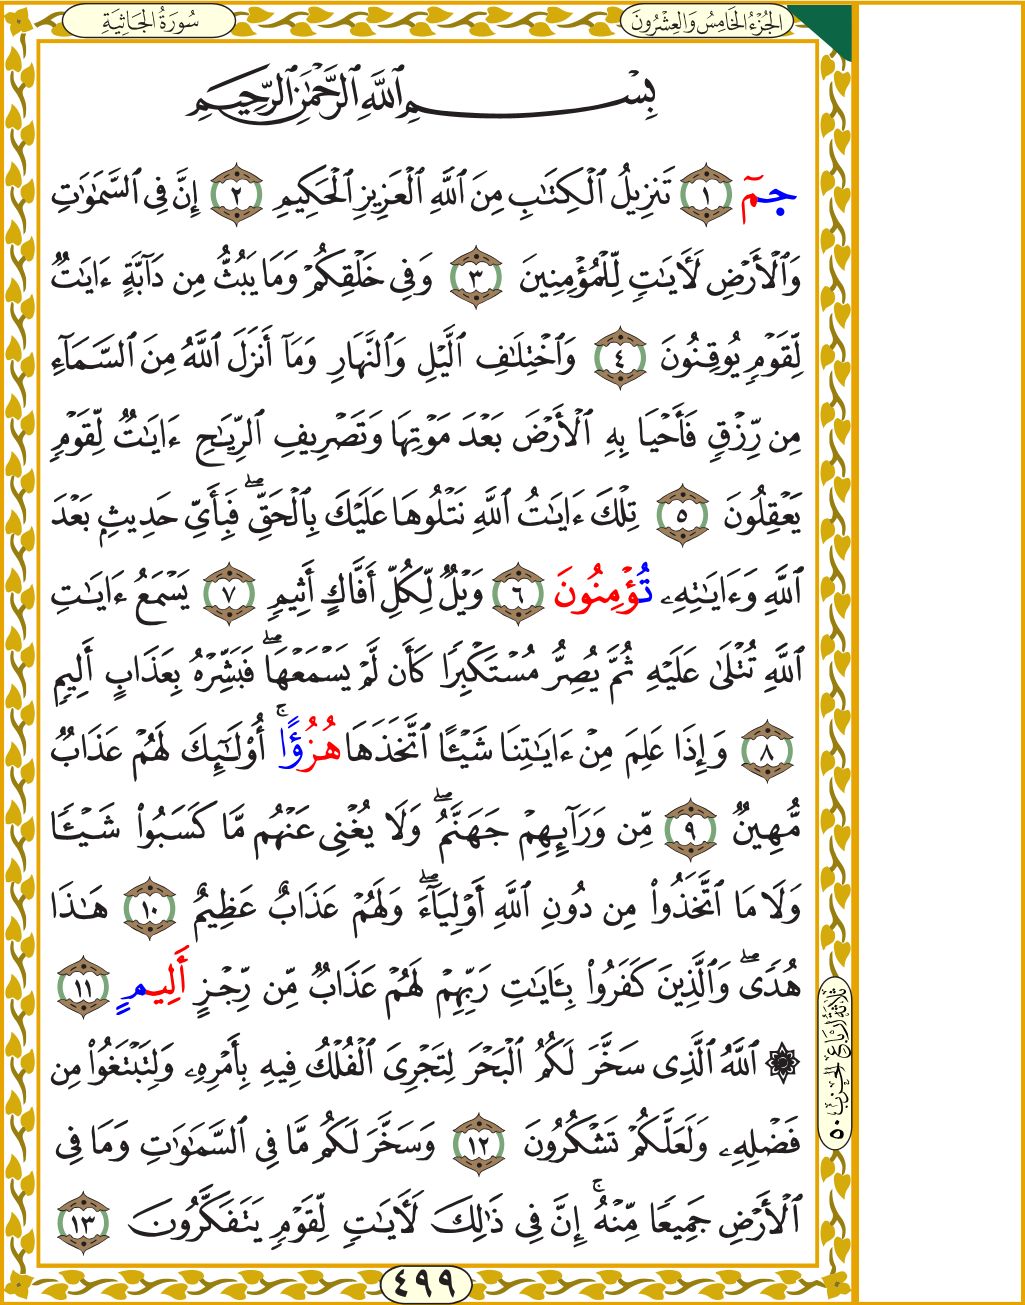 الجُزْءُ الخَامِسُ وَالعِشْرُونَ
سُورَةُ الجَاثِيَةِ
بِسْمِ ٱللَّهِ ٱلرَّحْمَٰنِ ٱلرَّحِيمِ
حمٓ ١ تَنزِيلُ ٱلْكِتَٰبِ مِنَ ٱللَّهِ ٱلْعَزِيزِ ٱلْحَكِيمِ ٢ إِنَّ فِى ٱلسَّمَٰوَٰتِ
وَٱلْأَرْضِ لَأَيَٰتٍ لِّلْمُؤْمِنِينَ ٣ وَفِى خَلْقِكُمْ وَمَا يَبُثُّ مِن دَآبَّةٍ ءَايَٰتٌ
لِّقَوْمٍ يُوقِنُونَ ٤ وَٱخْتِلَٰفِ ٱلَّيْلِ وَٱلنَّهَارِ وَمَآ أَنزَلَ ٱللَّهُ مِنَ ٱلسَّمَآءِ
مِن رِّزْقٍ فَأَحْيَا بِهِ ٱلْأَرْضَ بَعْدَ مَوْتِهَا وَتَصْرِيفِ ٱلرِّيَٰحِ ءَايَٰتٌ لِّقَوْمٍ
يَعْقِلُونَ ٥ تِلْكَ ءَايَٰتُ ٱللَّهِ نَتْلُوهَا عَلَيْكَ بِٱلْحَقِّ ۖ فَبِأَىِّ حَدِيثٍ بَعْدَ
ٱللَّهِ وَءَايَٰتِهِۦ تُؤْمِنُونَ ٦ وَيْلٌ لِّكُلِّ أَفَّاكٍ أَثِيمٍ ٧ يَسْمَعُ ءَايَٰتِ
ٱللَّهِ تُتْلَىٰ عَلَيْهِ ثُمَّ يُصِرُّ مُسْتَكْبِرًا كَأَن لَّمْ يَسْمَعْهَا ۖ فَبَشِّرْهُ بِعَذَابٍ أَلِيمٍ
٨ وَإِذَا عَلِمَ مِنْ ءَايَٰتِنَا شَيْـًٔا ٱتَّخَذَهَا هُزُؤًا ۚ أُوْلَٰٓئِكَ لَهُمْ عَذَابٌ
مُّهِينٌ ٩ مِّن وَرَآئِهِمْ جَهَنَّمُ ۖ وَلَا يُغْنِى عَنْهُم مَّا كَسَبُوا۟ شَيْـًٔا
وَلَا مَا ٱتَّخَذُوا۟ مِن دُونِ ٱللَّهِ أَوْلِيَآءَ ۖ وَلَهُمْ عَذَابٌ عَظِيمٌ ١٠ هَٰذَا
هُدًى ۖ وَٱلَّذِينَ كَفَرُوا۟ بِـَٔايَٰتِ رَبِّهِمْ لَهُمْ عَذَابٌ مِّن رِّجْزٍ أَلِيمٍ ١١
۞ ٱللَّهُ ٱلَّذِى سَخَّرَ لَكُمُ ٱلْبَحْرَ لِتَجْرِىَ ٱلْفُلْكُ فِيهِ بِأَمْرِهِۦ وَلِتَبْتَغُوا۟ مِن
فَضْلِهِۦ وَلَعَلَّكُمْ تَشْكُرُونَ ١٢ وَسَخَّرَ لَكُم مَّا فِى ٱلسَّمَٰوَٰتِ وَمَا فِى
ٱلْأَرْضِ جَمِيعًا مِّنْهُ ۚ إِنَّ فِى ذَٰلِكَ لَأَيَٰتٍ لِّقَوْمٍ يَتَفَكَّرُونَ ١٣
ثَلَاثَةُ أَرْبَاعِ الحِزْبِ ٥٠
٤٩٩